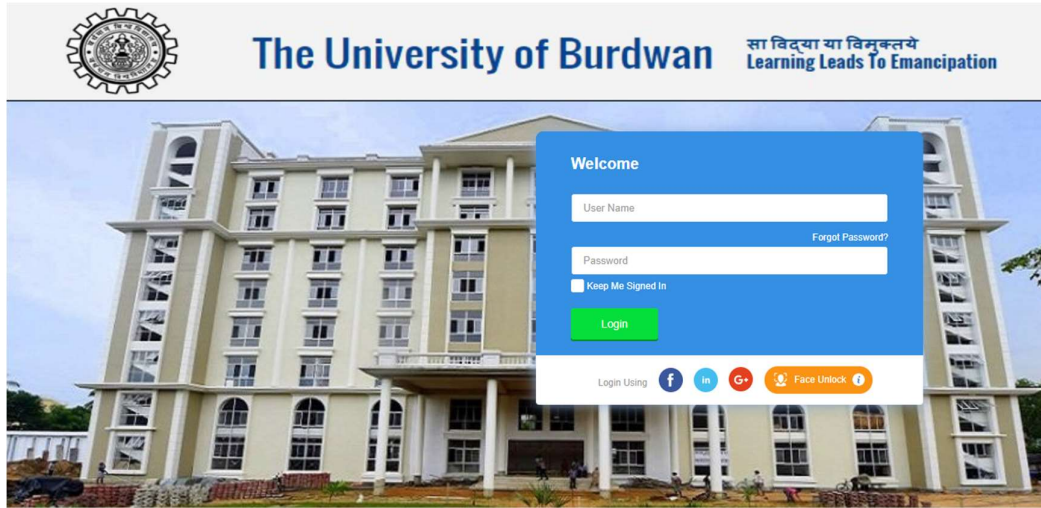 The University of Burdwan
सा विद्या या विमुक्तये
Learning Leads To Emancipation
Welcome
User Name
Forgot Password?
Password
Keep Me Signed In
Login
Login Using f in G+ Face Unlock i